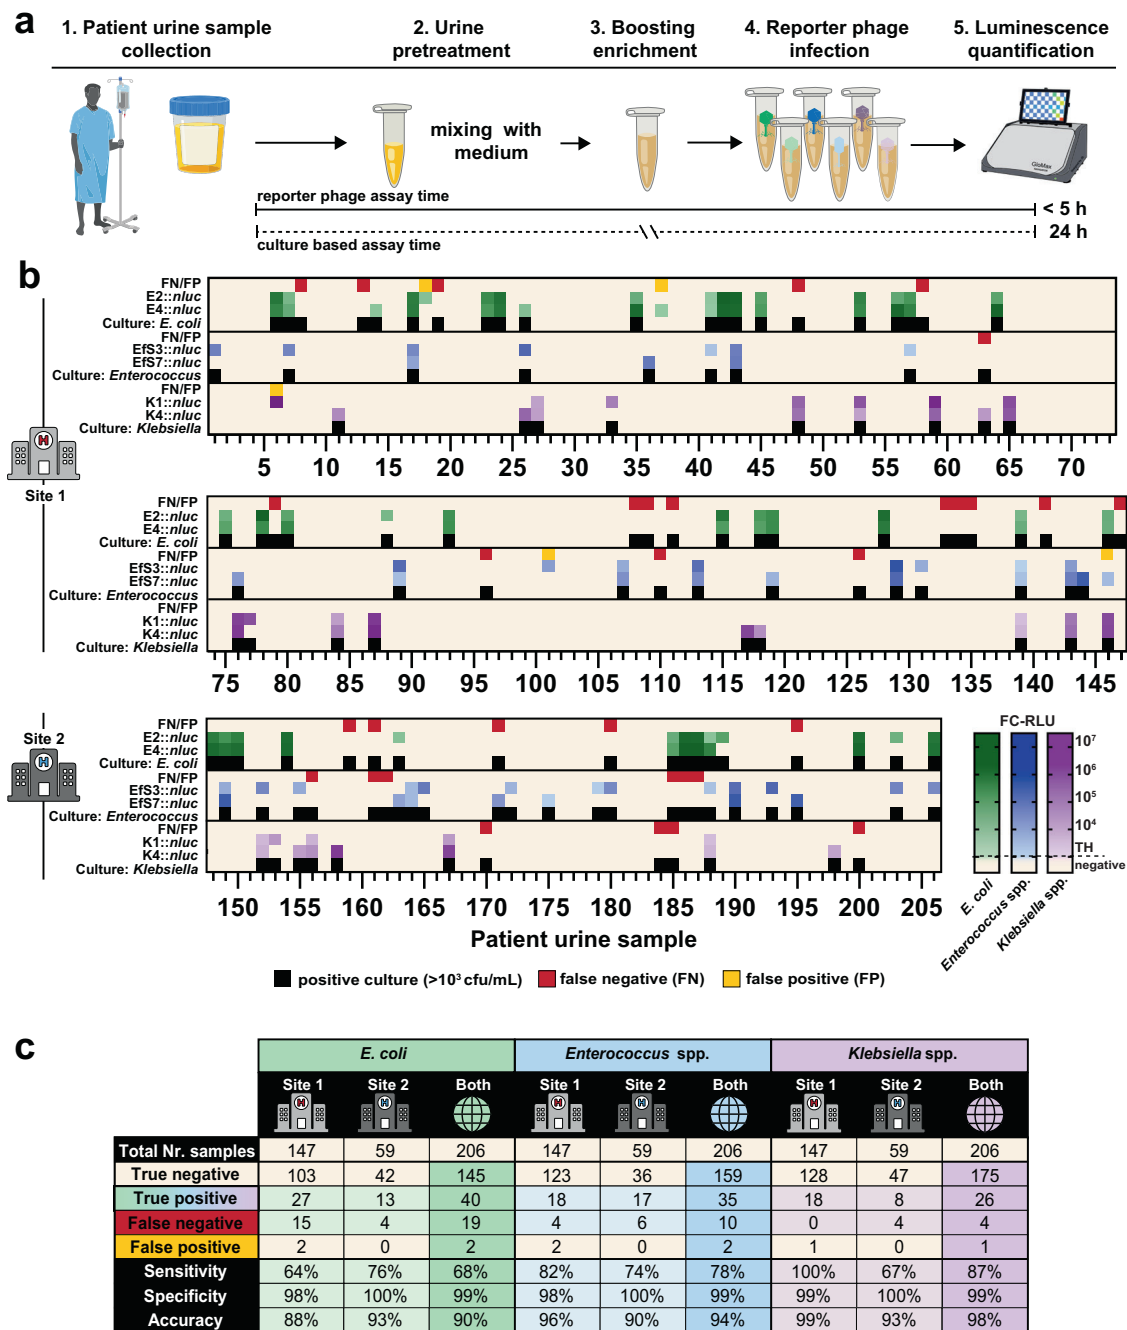 a
1. Patient urine sample collection
2. Urine pretreatment
3. Boosting enrichment
4. Reporter phage infection
5. Luminescence quantification
mixing with medium
GloMax
reporter phage assay time
< 5 h
culture based assay time
24 h
b
Site 1
FN/FP
E2::nluc
E4::nluc
Culture: E. coli
FN/FP
EfS3::nluc
EfS7::nluc
Culture: Enterococcus
FN/FP
K1::nluc
K4::nluc
Culture: Klebsiella
5 10 15 20 25 30 35 40 45 50 55 60 65 70
FN/FP
E2::nluc
E4::nluc
Culture: E. coli
FN/FP
EfS3::nluc
EfS7::nluc
Culture: Enterococcus
FN/FP
K1::nluc
K4::nluc
Culture: Klebsiella
75 80 85 90 95 100 105 110 115 120 125 130 135 140 145
Site 2
FN/FP
E2::nluc
E4::nluc
Culture: E. coli
FN/FP
EfS3::nluc
EfS7::nluc
Culture: Enterococcus
FN/FP
K1::nluc
K4::nluc
Culture: Klebsiella
150 155 160 165 170 175 180 185 190 195 200 205
Patient urine sample
FC-RLU
10⁷
10⁶
10⁵
10⁴
TH
negative
E. coli
Enterococcus spp.
Klebsiella spp.
positive culture (>10³ cfu/mL) false negative (FN) false positive (FP)
c
E. coli Enterococcus spp. Klebsiella spp.
Site 1 Site 2 Both Site 1 Site 2 Both Site 1 Site 2 Both
H H H H H H
Total Nr. samples 147 59 206 147 59 206 147 59 206
True negative 103 42 145 123 36 159 128 47 175
True positive 27 13 40 18 17 35 18 8 26
False negative 15 4 19 4 6 10 0 4 4
False positive 2 0 2 2 0 2 1 0 1
Sensitivity 64% 76% 68% 82% 74% 78% 100% 67% 87%
Specificity 98% 100% 99% 98% 100% 99% 99% 100% 99%
Accuracy 88% 93% 90% 96% 90% 94% 99% 93% 98%